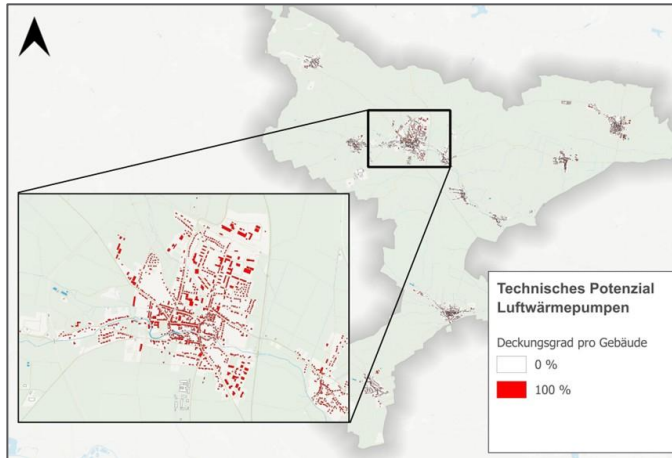 Technisches Potenzial
Luftwärmepumpen
Deckungsgrad pro Gebäude
0 %
100 %